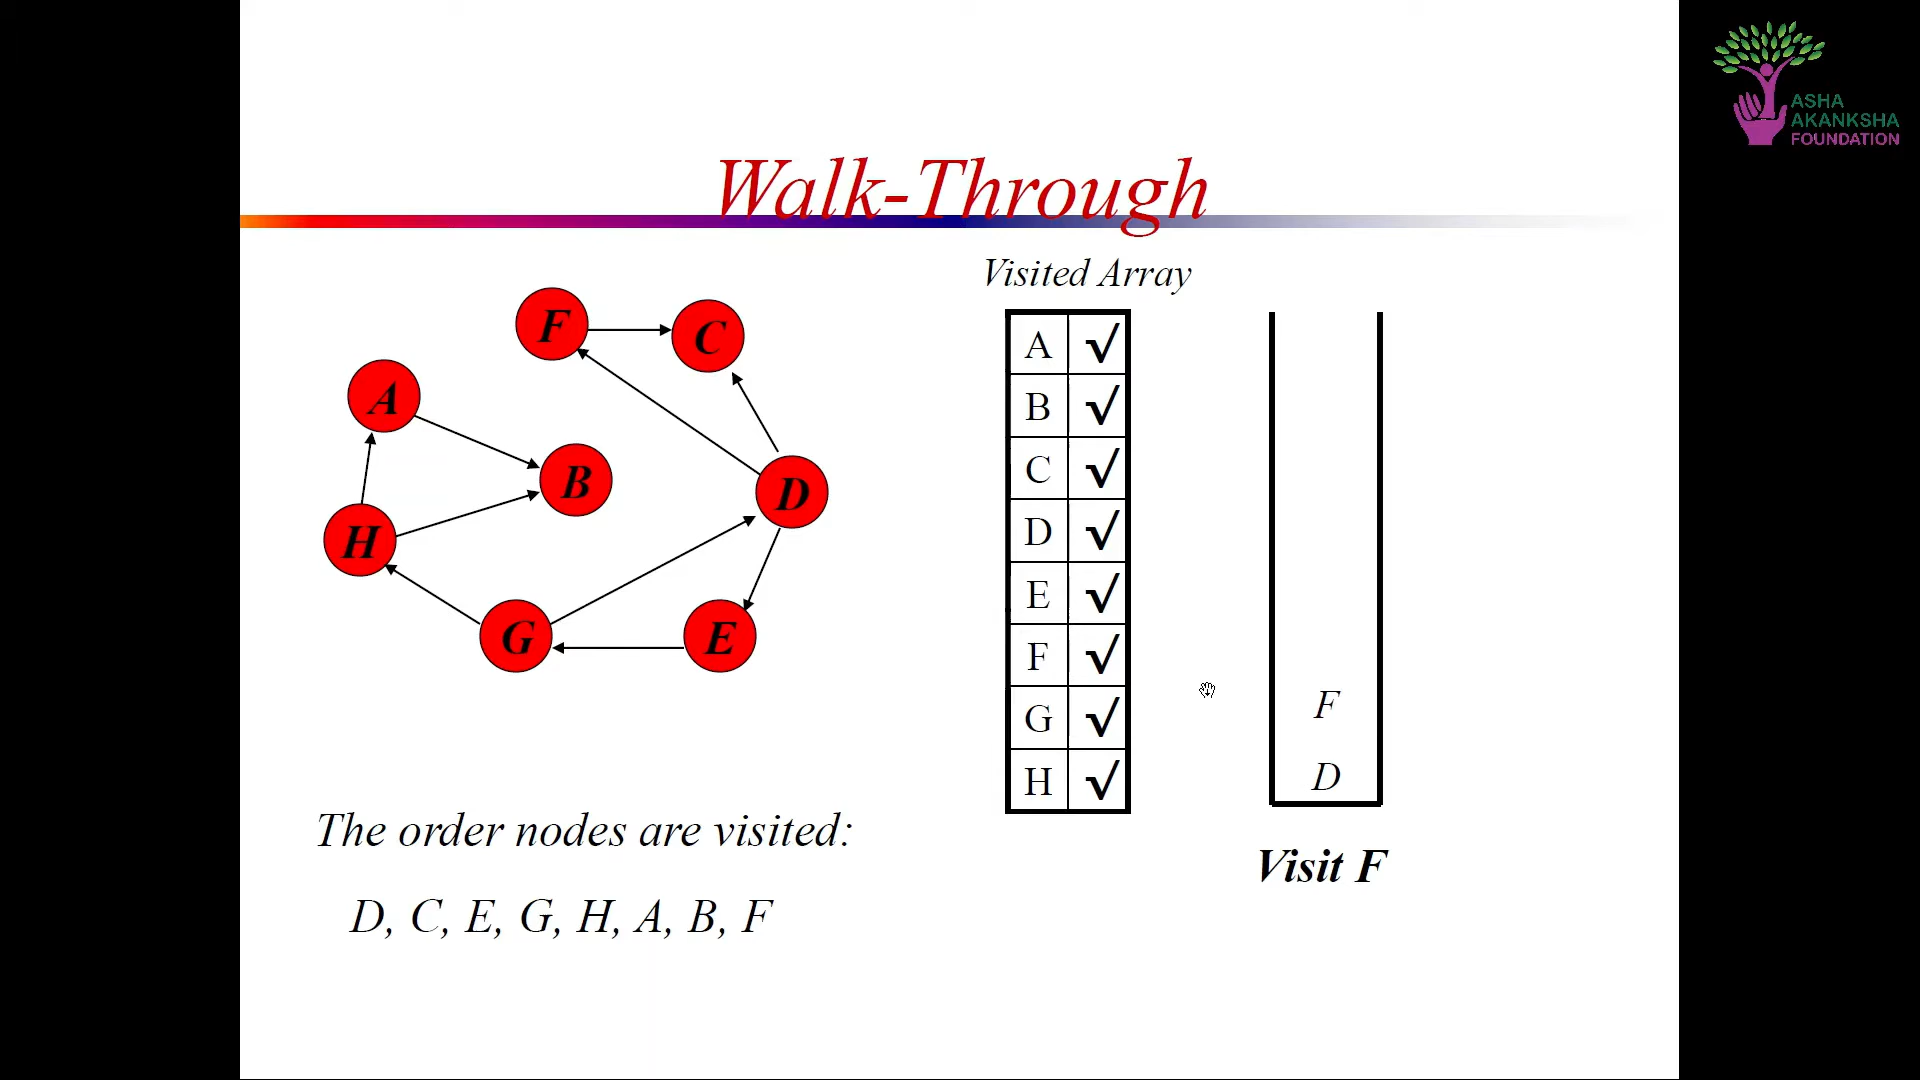 ASHA
AKANKSHA
FOUNDATION
Walk-Through
Visited Array
F
C
A
B
D
H
G
E
A √
B √
C √
D √
E √
F √
G √
H √
F
D
Visit F
The order nodes are visited:
D, C, E, G, H, A, B, F